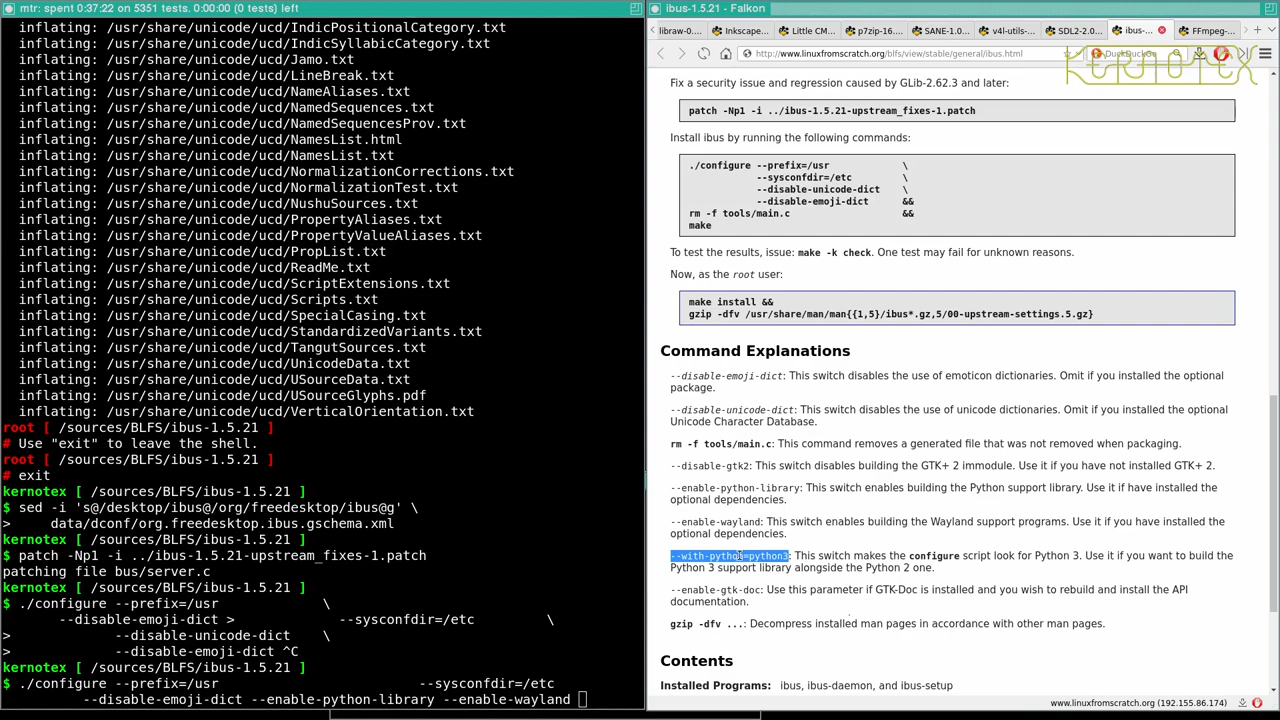 mtr: spent 0:37:22 on 5351 tests. 0:00:00 (0 tests) left
inflating: /usr/share/unicode/ucd/IndicPositionalCategory.txt
inflating: /usr/share/unicode/ucd/IndicSyllabicCategory.txt
inflating: /usr/share/unicode/ucd/Jamo.txt
inflating: /usr/share/unicode/ucd/LineBreak.txt
inflating: /usr/share/unicode/ucd/NameAliases.txt
inflating: /usr/share/unicode/ucd/NamedSequences.txt
inflating: /usr/share/unicode/ucd/NamedSequencesProv.txt
inflating: /usr/share/unicode/ucd/NamesList.html
inflating: /usr/share/unicode/ucd/NamesList.txt
inflating: /usr/share/unicode/ucd/NormalizationCorrections.txt
inflating: /usr/share/unicode/ucd/NormalizationTest.txt
inflating: /usr/share/unicode/ucd/NushuSources.txt
inflating: /usr/share/unicode/ucd/PropertyAliases.txt
inflating: /usr/share/unicode/ucd/PropertyValueAliases.txt
inflating: /usr/share/unicode/ucd/PropList.txt
inflating: /usr/share/unicode/ucd/ReadMe.txt
inflating: /usr/share/unicode/ucd/ScriptExtensions.txt
inflating: /usr/share/unicode/ucd/Scripts.txt
inflating: /usr/share/unicode/ucd/SpecialCasing.txt
inflating: /usr/share/unicode/ucd/StandardizedVariants.txt
inflating: /usr/share/unicode/ucd/TangutSources.txt
inflating: /usr/share/unicode/ucd/UnicodeData.txt
inflating: /usr/share/unicode/ucd/USourceData.txt
inflating: /usr/share/unicode/ucd/USourceGlyphs.pdf
inflating: /usr/share/unicode/ucd/VerticalOrientation.txt
root [ /sources/BLFS/ibus-1.5.21 ]
# Use "exit" to leave the shell.
root [ /sources/BLFS/ibus-1.5.21 ]
# exit
kernotex [ /sources/BLFS/ibus-1.5.21 ]
$ sed -i 's@/desktop/ibus@/org/freedesktop/ibus@g' \
>     data/dconf/org.freedesktop.ibus.gschema.xml
kernotex [ /sources/BLFS/ibus-1.5.21 ]
$ patch -Np1 -i ../ibus-1.5.21-upstream_fixes-1.patch
patching file bus/server.c
kernotex [ /sources/BLFS/ibus-1.5.21 ]
$ ./configure --prefix=/usr             \
--disable-emoji-dict >             --sysconfdir=/etc         \
>             --disable-unicode-dict    \
>             --disable-emoji-dict ^C
kernotex [ /sources/BLFS/ibus-1.5.21 ]
$ ./configure --prefix=/usr                         --sysconfdir=/etc
--disable-emoji-dict --enable-python-library --enable-wayland
ibus-1.5.21 - Falkon
libraw-0....
Inkscape...
Little CM...
p7zip-16....
SANE-1.0...
v4l-utils-...
SDL2-2.0...
ibus-...
FFmpeg-...
http://www.linuxfromscratch.org/blfs/view/stable/general/ibus.html
DuckDuckGo
KERNOTEX
Fix a security issue and regression caused by GLib-2.62.3 and later:
patch -Np1 -i ../ibus-1.5.21-upstream_fixes-1.patch
Install ibus by running the following commands:
./configure --prefix=/usr             \
--sysconfdir=/etc         \
--disable-unicode-dict    \
--disable-emoji-dict      &&
rm -f tools/main.c                    &&
make
To test the results, issue: make -k check. One test may fail for unknown reasons.
Now, as the root user:
make install &&
gzip -dfv /usr/share/man/man{{1,5}/ibus*.gz,5/00-upstream-settings.5.gz}
Command Explanations
--disable-emoji-dict: This switch disables the use of emoticon dictionaries. Omit if you installed the optional
package.
--disable-unicode-dict: This switch disables the use of unicode dictionaries. Omit if you installed the optional
Unicode Character Database.
rm -f tools/main.c: This command removes a generated file that was not removed when packaging.
--disable-gtk2: This switch disables building the GTK+ 2 immodule. Use it if you have not installed GTK+ 2.
--enable-python-library: This switch enables building the Python support library. Use it if have installed the
optional dependencies.
--enable-wayland: This switch enables building the Wayland support programs. Use it if you have installed the
optional dependencies.
--with-python=python3: This switch makes the configure script look for Python 3. Use it if you want to build the
Python 3 support library alongside the Python 2 one.
--enable-gtk-doc: Use this parameter if GTK-Doc is installed and you wish to rebuild and install the API
documentation.
gzip -dfv ...: Decompress installed man pages in accordance with other man pages.
Contents
Installed Programs: ibus, ibus-daemon, and ibus-setup
www.linuxfromscratch.org (192.155.86.174)